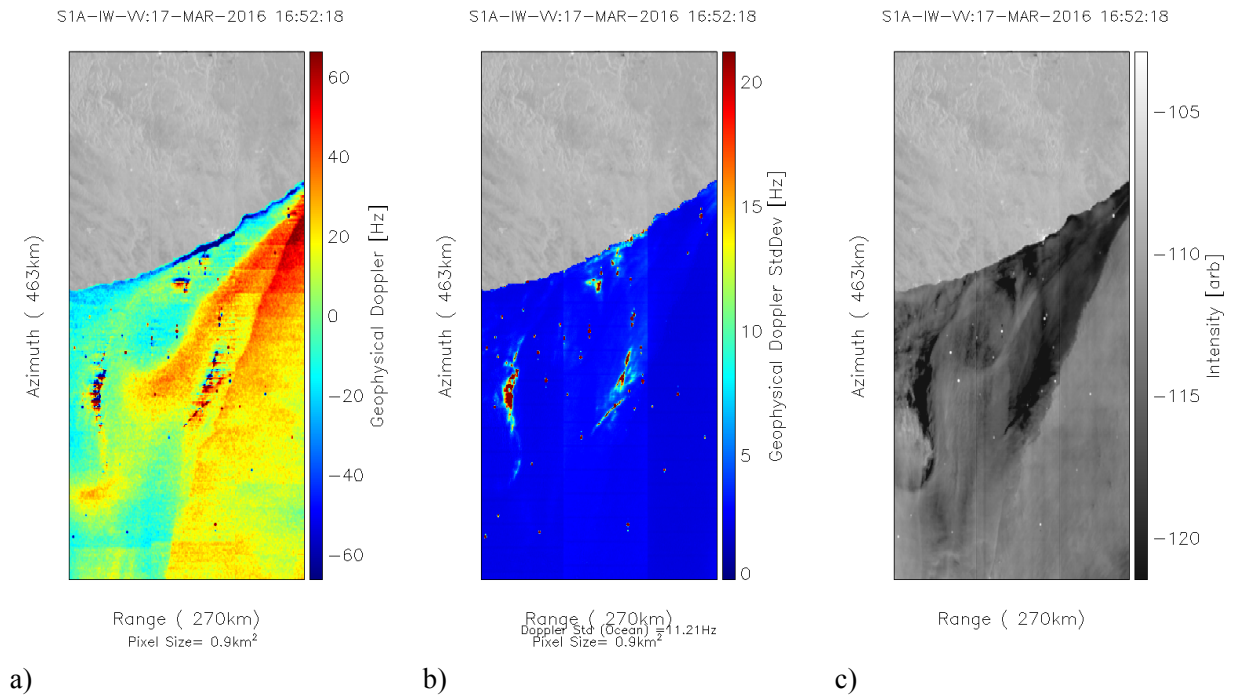 S1A-IW-VV:17-MAR-2016 16:52:18
Azimuth ( 463km)
60
40
20
0
−20
−40
−60
Geophysical Doppler [Hz]
Range ( 270km)
Pixel Size= 0.9km²
a)
S1A-IW-VV:17-MAR-2016 16:52:18
Azimuth ( 463km)
20
15
10
5
0
Geophysical Doppler StdDev [Hz]
Range ( 270km)
Doppler Std (Ocean) =11.21Hz
Pixel Size= 0.9km²
b)
S1A-IW-VV:17-MAR-2016 16:52:18
Azimuth ( 463km)
−105
−110
−115
−120
Intensity [arb]
Range ( 270km)
c)